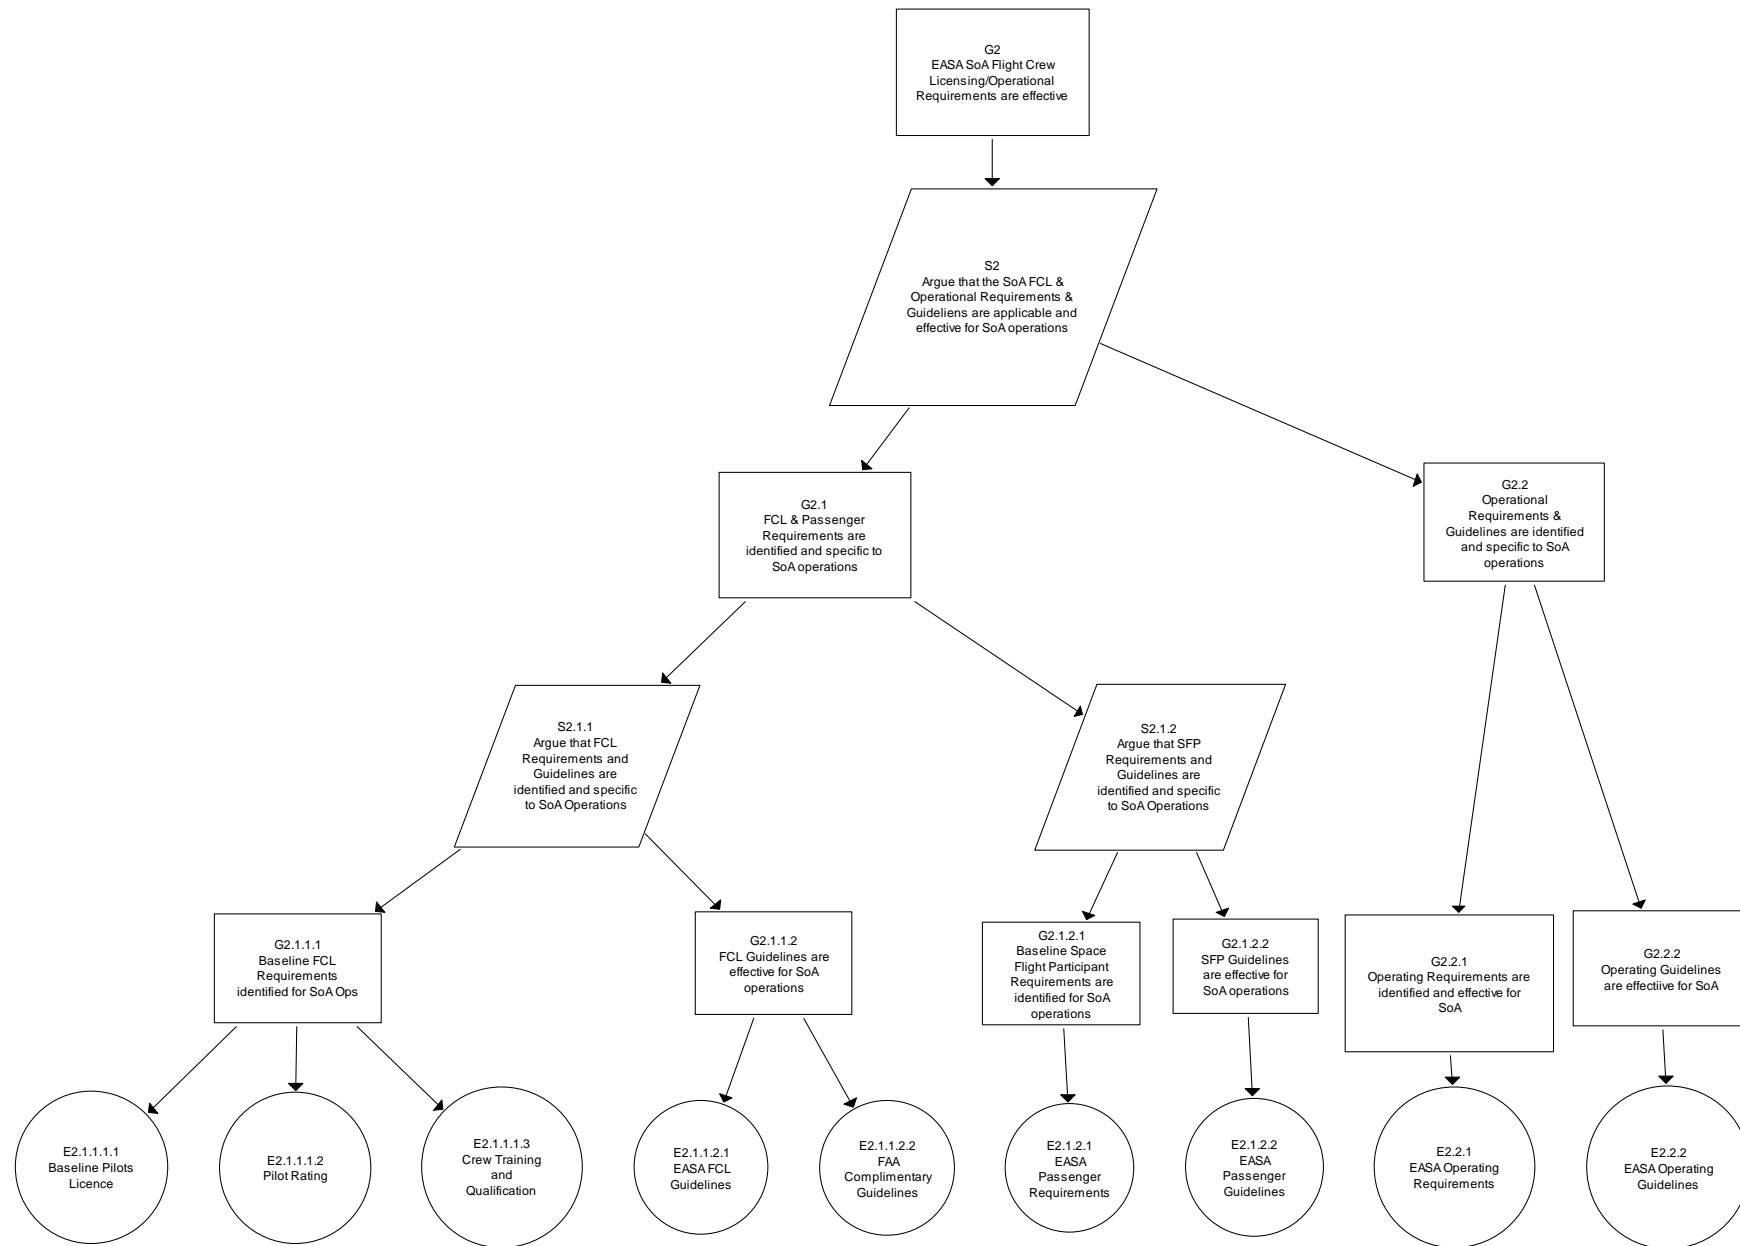 G2
EASA SoA Flight Crew
Licensing/Operational
Requirements are effective
S2
Argue that the SoA FCL &
Operational Requirements &
Guideliens are applicable and
effective for SoA operations
G2.1
FCL & Passenger
Requirements are
identified and specific to
SoA operations
G2.2
Operational
Requirements &
Guidelines are identified
and specific to SoA
operations
S2.1.1
Argue that FCL
Requirements and
Guidelines are
identified and specific
to SoA Operations
S2.1.2
Argue that SFP
Requirements and
Guidelines are
identified and specific
to SoA Operations
G2.1.1.1
Baseline FCL
Requirements
identified for SoA Ops
G2.1.1.2
FCL Guidelines are
effective for SoA
operations
G2.1.2.1
Baseline Space
Flight Participant
Requirements are
identified for SoA
operations
G2.1.2.2
SFP Guidelines
are effective for
SoA operations
G2.2.1
Operating Requirements are
identified and effective for
SoA
G2.2.2
Operating Guidelines
are effectiive for SoA
E2.1.1.1.1
Baseline Pilots
Licence
E2.1.1.1.2
Pilot Rating
E2.1.1.1.3
Crew Training
and
Qualification
E2.1.1.2.1
EASA FCL
Guidelines
E2.1.1.2.2
FAA
Complimentary
Guidelines
E2.1.2.1
EASA
Passenger
Requirements
E2.1.2.2
EASA
Passenger
Guidelines
E2.2.1
EASA Operating
Requirements
E2.2.2
EASA Operating
Guidelines